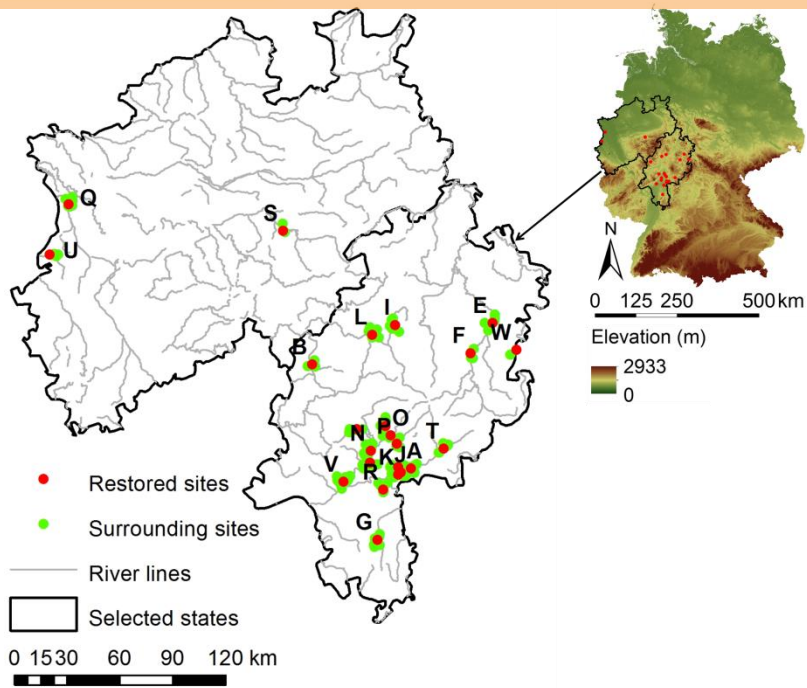 Q
S
U
N
0 125 250 500 km
Elevation (m)
2933
0
E
I
L
W
F
B
O
P
N
T
K
J A
V
R
G
Restored sites
Surrounding sites
River lines
Selected states
0 15 30 60 90 120 km